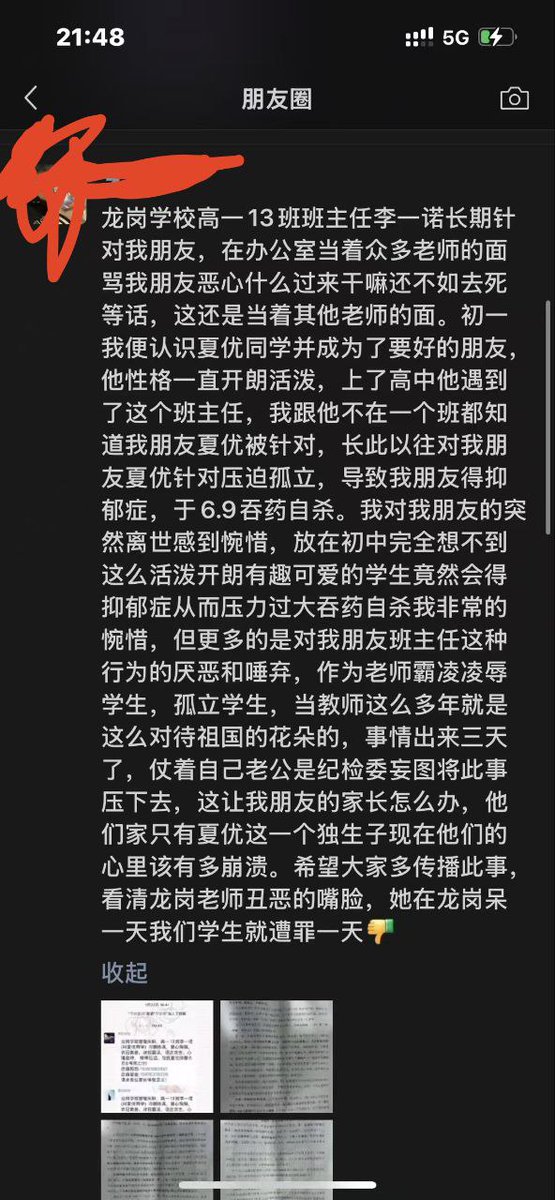 21:48
5G
朋友圈
龙岗学校高一13班班主任李一诺长期针
对我朋友，在办公室当着众多老师的面
骂我朋友恶心什么过来干嘛还不如去死
等话，这还是当着其他老师的面。初一
我便认识夏优同学并成为了要好的朋友，
他性格一直开朗活泼，上了高中他遇到
了这个班主任，我跟他不在一个班都知
道我朋友夏优被针对，长此以往对我朋
友夏优针对压迫孤立，导致我朋友得抑
郁症，于6.9吞药自杀。我对我朋友的突
然离世感到惋惜，放在初中完全想不到
这么活泼开朗有趣可爱的学生竟然会得
抑郁症从而压力过大吞药自杀我非常的
惋惜，但更多的是对我朋友班主任这种
行为的厌恶和唾弃，作为老师霸凌凌辱
学生，孤立学生，当教师这么多年就是
这么对待祖国的花朵的，事情出来三天
了，仗着自己老公是纪检委妄图将此事
压下去，这让我朋友的家长怎么办，他
们家只有夏优这一个独生子现在他们的
心里该有多崩溃。希望大家多传播此事，
看清龙岗老师丑恶的嘴脸，她在龙岗呆
一天我们学生就遭罪一天👎
收起